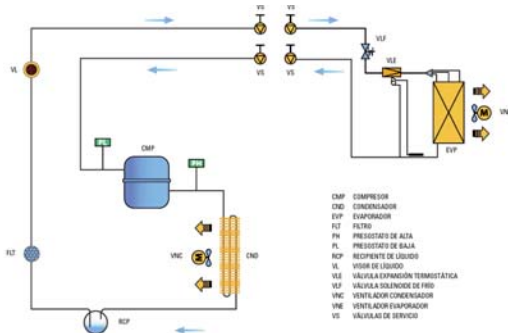 VS
VS
VLF
VL
VS
VS
VLE
PL
CMP
PH
M
VNE
EVP
FLT
VNC
M
CND
RCP
CMP COMPRESOR
CND CONDENSADOR
EVP EVAPORADOR
FLT FILTRO
PH PRESOSTATO DE ALTA
PL PRESOSTATO DE BAJA
RCP RECIPIENTE DE LÍQUIDO
VL VISOR DE LÍQUIDO
VLE VÁLVULA EXPANSIÓN TERMOSTÁTICA
VLF VÁLVULA SOLENOIDE DE FRÍO
VNC VENTILADOR CONDENSADOR
VNE VENTILADOR EVAPORADOR
VS VÁLVULAS DE SERVICIO